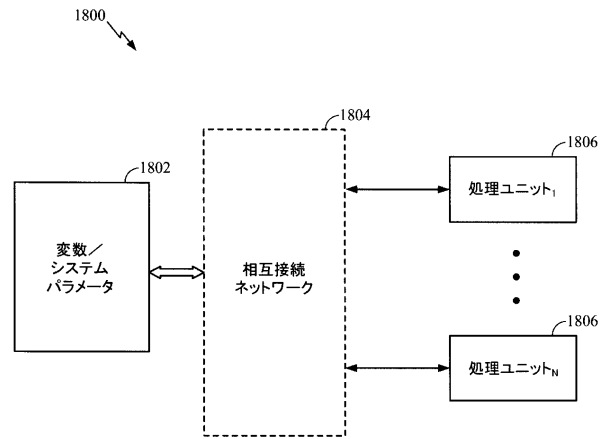 1800
1802
変数／
システム
パラメータ
1804
相互接続
ネットワーク
1806
処理ユニット1
1806
処理ユニットN